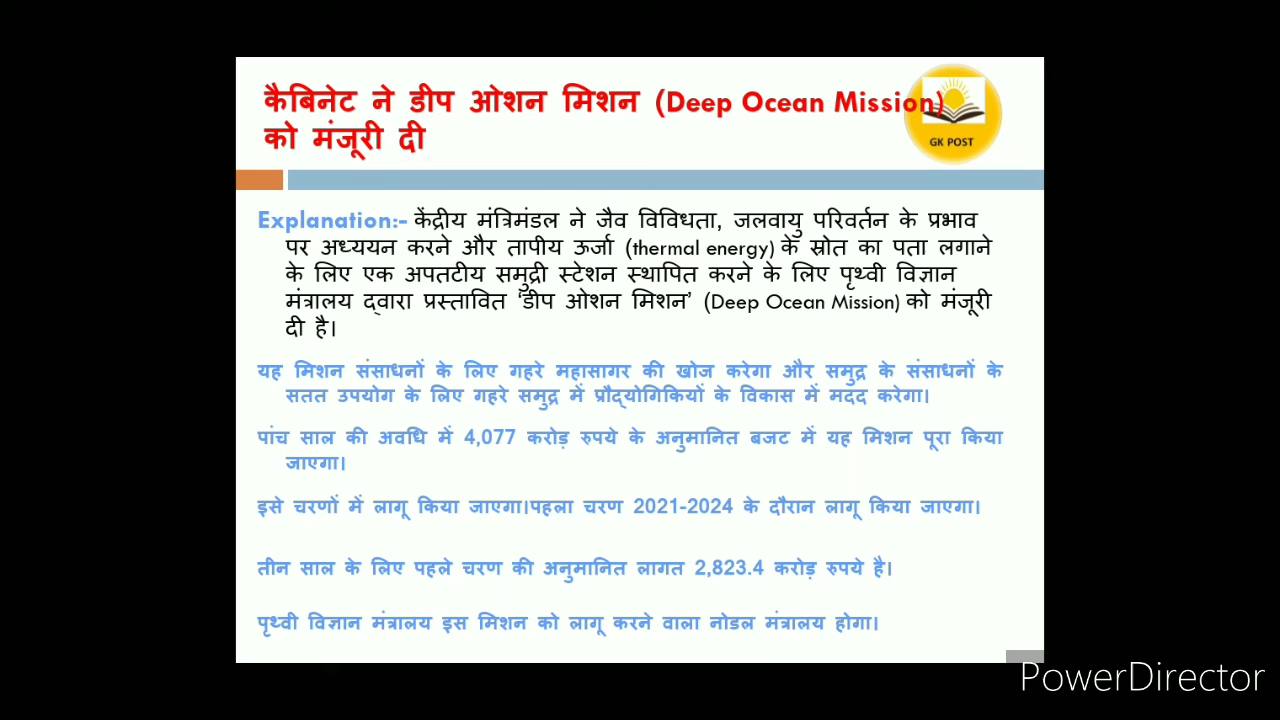 कैबिनेट ने डीप ओशन मिशन (Deep Ocean Mission)
को मंजूरी दी
GK POST
Explanation:- केंद्रीय मंत्रिमंडल ने जैव विविधता, जलवायु परिवर्तन के प्रभाव
पर अध्ययन करने और तापीय ऊर्जा (thermal energy) के स्रोत का पता लगाने
के लिए एक अपतटीय समुद्री स्टेशन स्थापित करने के लिए पृथ्वी विज्ञान
मंत्रालय द्वारा प्रस्तावित ‘डीप ओशन मिशन’ (Deep Ocean Mission) को मंजूरी
दी है।
यह मिशन संसाधनों के लिए गहरे महासागर की खोज करेगा और समुद्र के संसाधनों के
सतत उपयोग के लिए गहरे समुद्र में प्रौद्योगिकियों के विकास में मदद करेगा।
पांच साल की अवधि में 4,077 करोड़ रुपये के अनुमानित बजट में यह मिशन पूरा किया
जाएगा।
इसे चरणों में लागू किया जाएगा।पहला चरण 2021-2024 के दौरान लागू किया जाएगा।
तीन साल के लिए पहले चरण की अनुमानित लागत 2,823.4 करोड़ रुपये है।
पृथ्वी विज्ञान मंत्रालय इस मिशन को लागू करने वाला नोडल मंत्रालय होगा।
PowerDirector